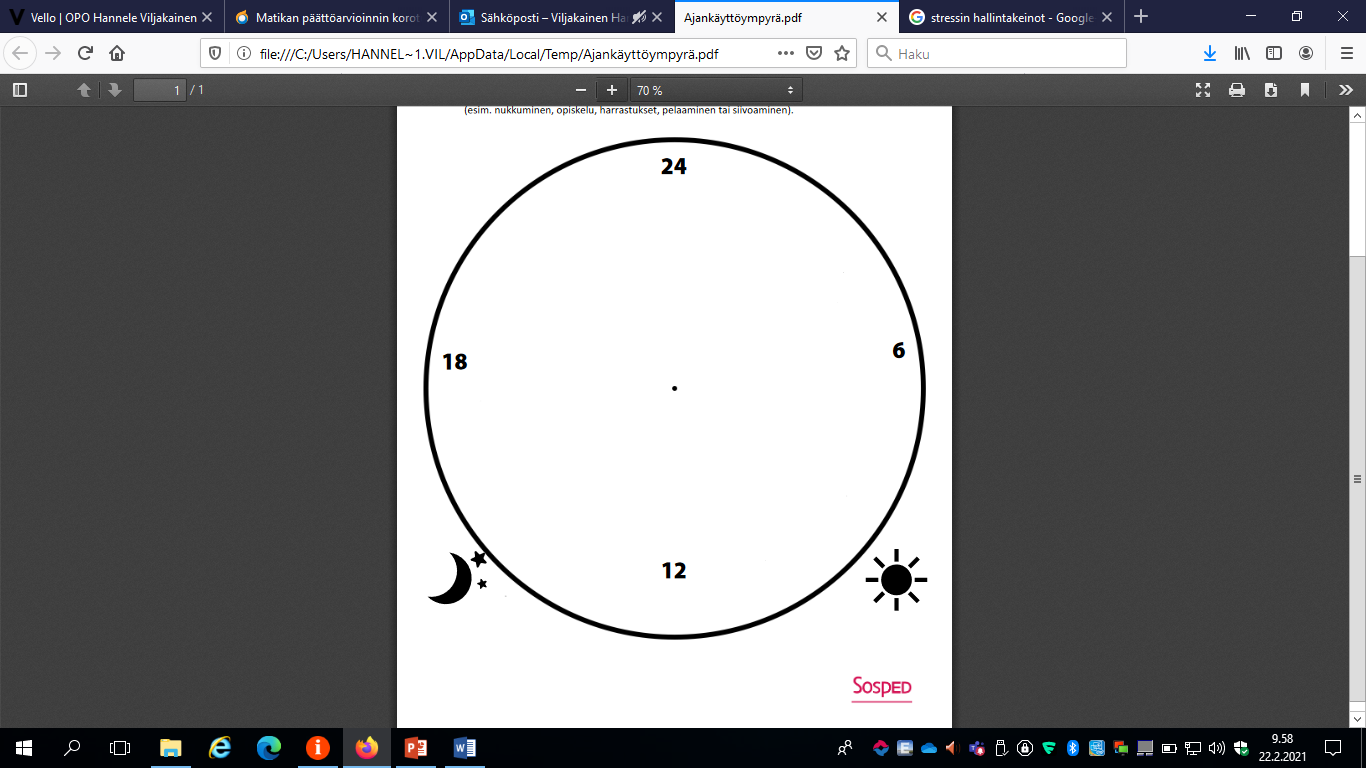 Vello | OPO Hannele Viljakainen
Matikan päättöarvioinnin korot
Sähköposti – Viljakainen Ha
Ajankäyttöympyrä.pdf
stressin hallintakeinot - Google
file:///C:/Users/HANNEL~1.VIL/AppData/Local/Temp/Ajankäyttöympyrä.pdf
Haku
1 / 1
70 %
(esim. nukkuminen, opiskelu, harrastukset, pelaaminen tai siivoaminen).
24
18
6
12
SOSPED
9.58
22.2.2021